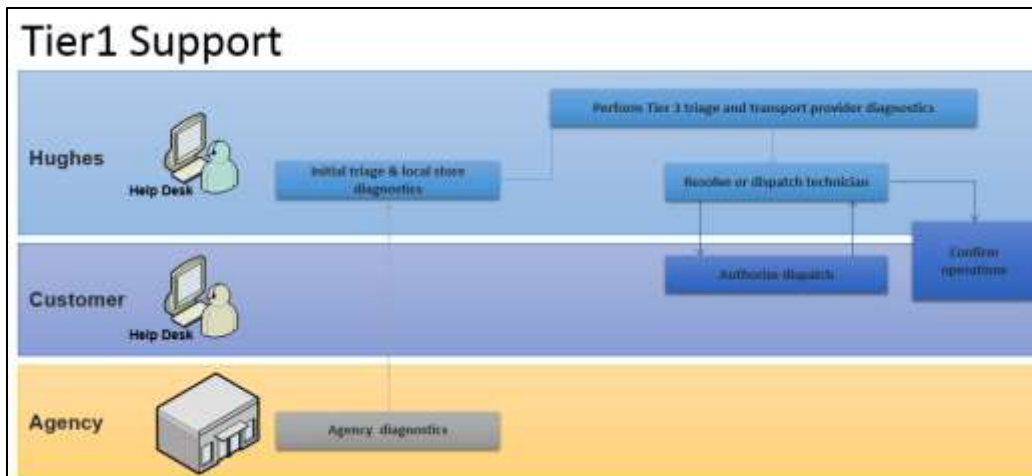 Tier1 Support
Perform Tier 3 triage and transport provider diagnostics
Hughes
Help Desk
Initial triage & local store
diagnostics
Resolve or dispatch technician
Confirm
operations
Customer
Help Desk
Authorize dispatch
Agency
Agency diagnostics